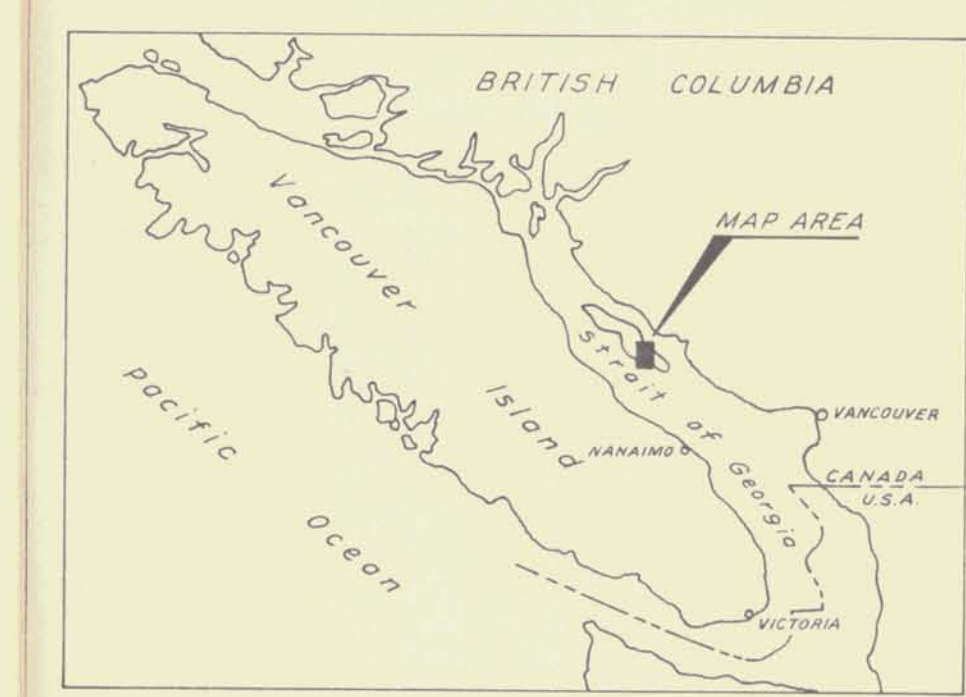 BRITISH COLUMBIA
MAP AREA
Vancouver Island
Strait of Georgia
Pacific Ocean
VANCOUVER
NANAIMO
CANADA
U.S.A.
VICTORIA